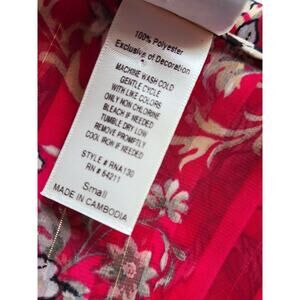 100% Polyester
Exclusive of Decoration
MACHINE WASH COLD
GENTLE CYCLE
WITH LIKE COLORS
ONLY NON CHLORINE
BLEACH IF NEEDED
TUMBLE DRY LOW
REMOVE PROMPTLY
COOL IRON IF NEEDED
STYLE # RNA130
RN # 64211
Small
MADE IN CAMBODIA